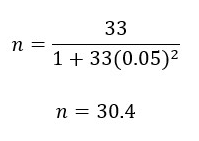 n = 33 / 1 + 33(0.05)²
n = 30.4